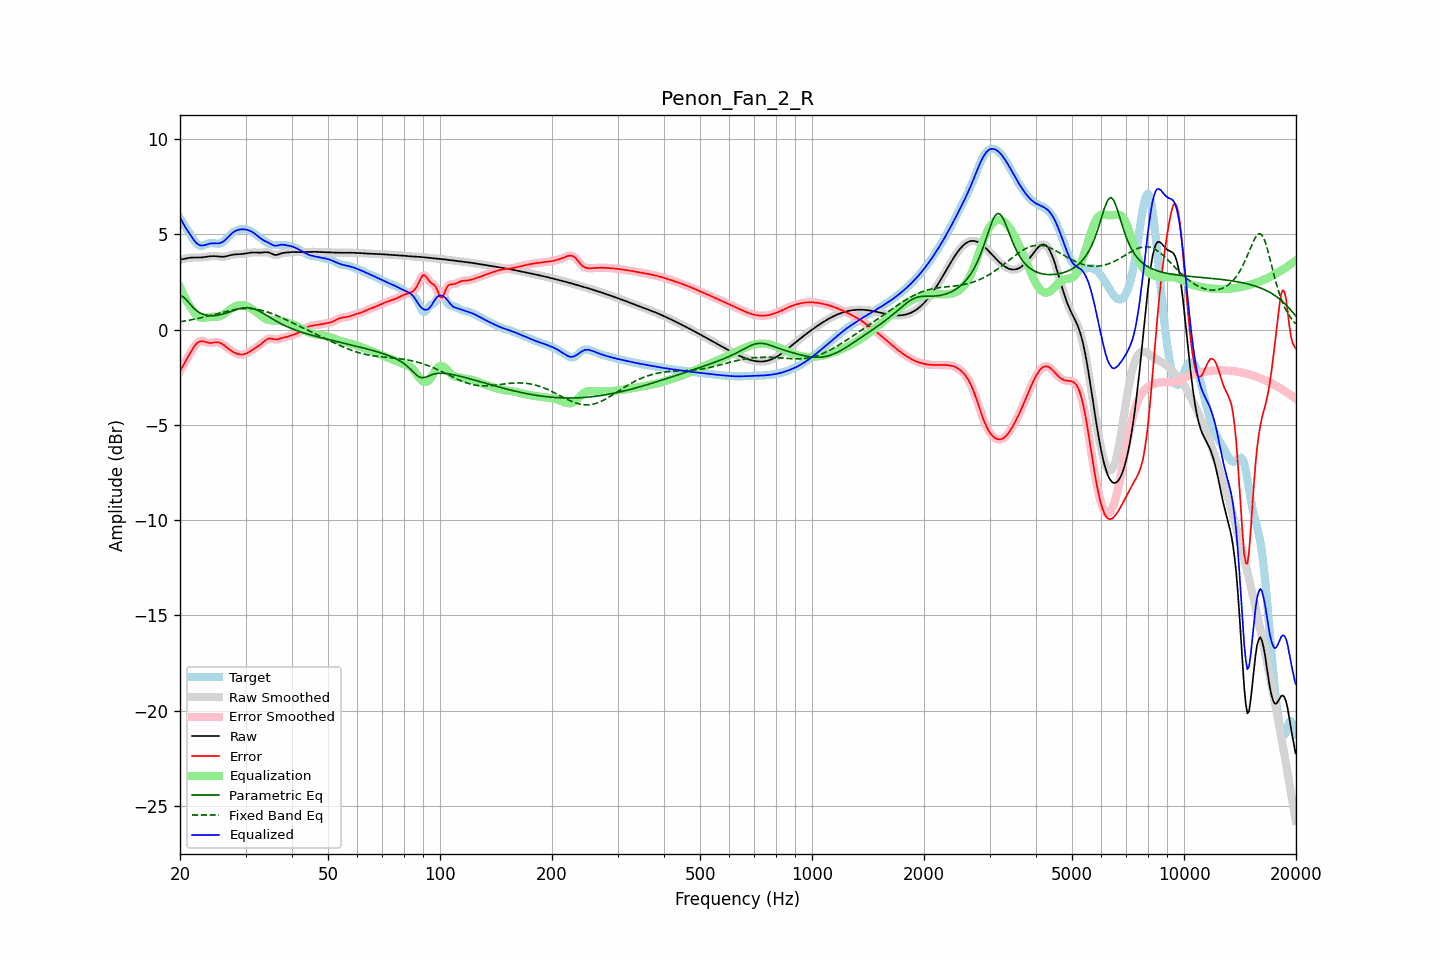 Penon_Fan_2_R
10
5
0
−5
−10
−15
−20
−25
Amplitude (dBr)
Target
Raw Smoothed
Error Smoothed
Raw
Error
Equalization
Parametric Eq
Fixed Band Eq
Equalized
20 50 100 200 500 1000 2000 5000 10000 20000
Frequency (Hz)